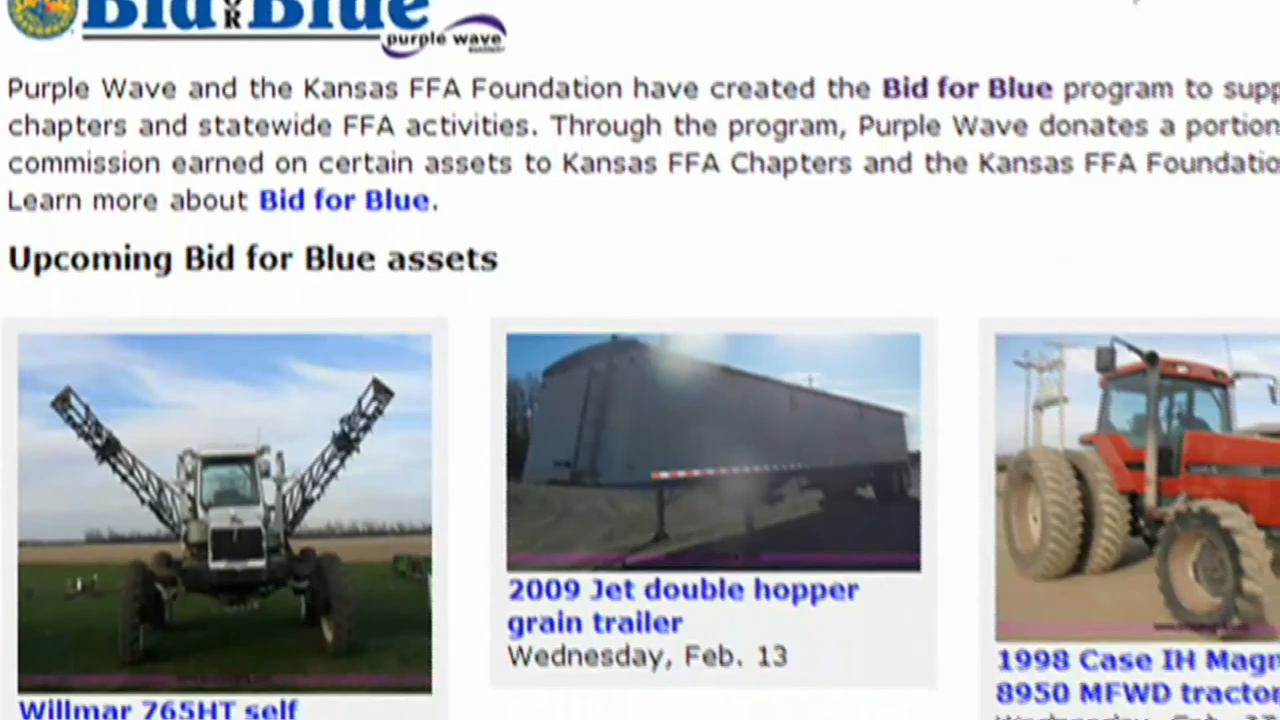 Bid FOR Blue
purple wave
Purple Wave and the Kansas FFA Foundation have created the Bid for Blue program to supp
chapters and statewide FFA activities. Through the program, Purple Wave donates a portion
commission earned on certain assets to Kansas FFA Chapters and the Kansas FFA Foundatio
Learn more about Bid for Blue.
Upcoming Bid for Blue assets
2009 Jet double hopper
grain trailer
Wednesday, Feb. 13
1998 Case IH Magn
8950 MFWD tractor
Willmar 765HT self